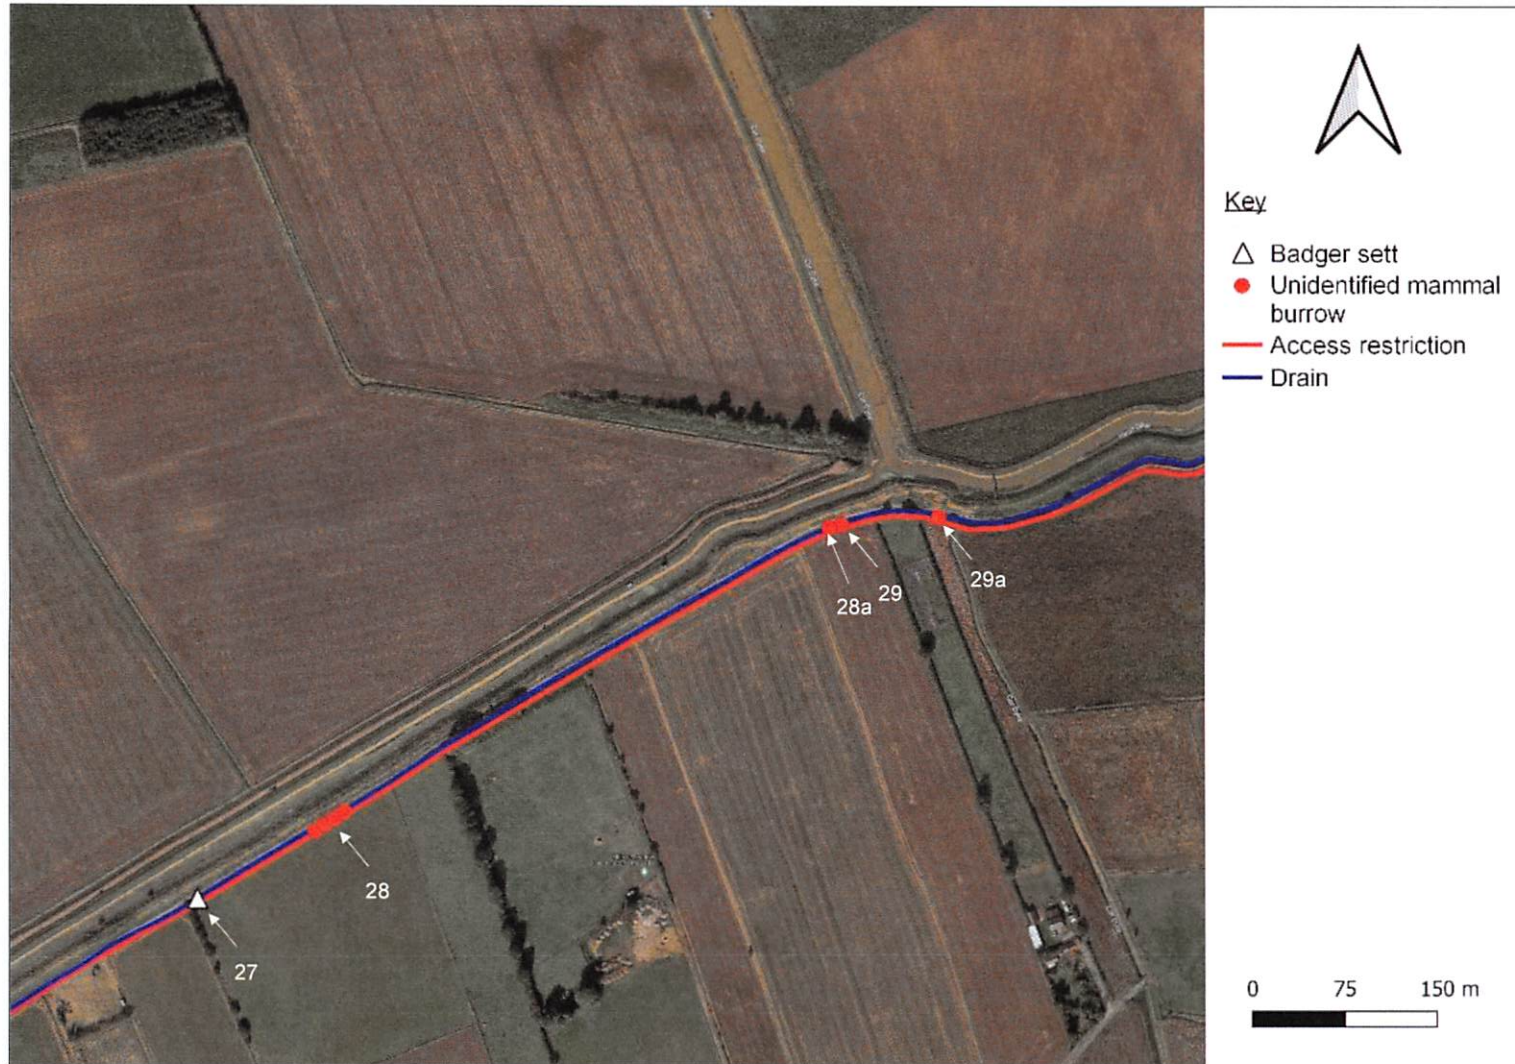 Key
Badger sett
Unidentified mammal
burrow
Access restriction
Drain
28a
29
29a
28
27
0 75 150 m